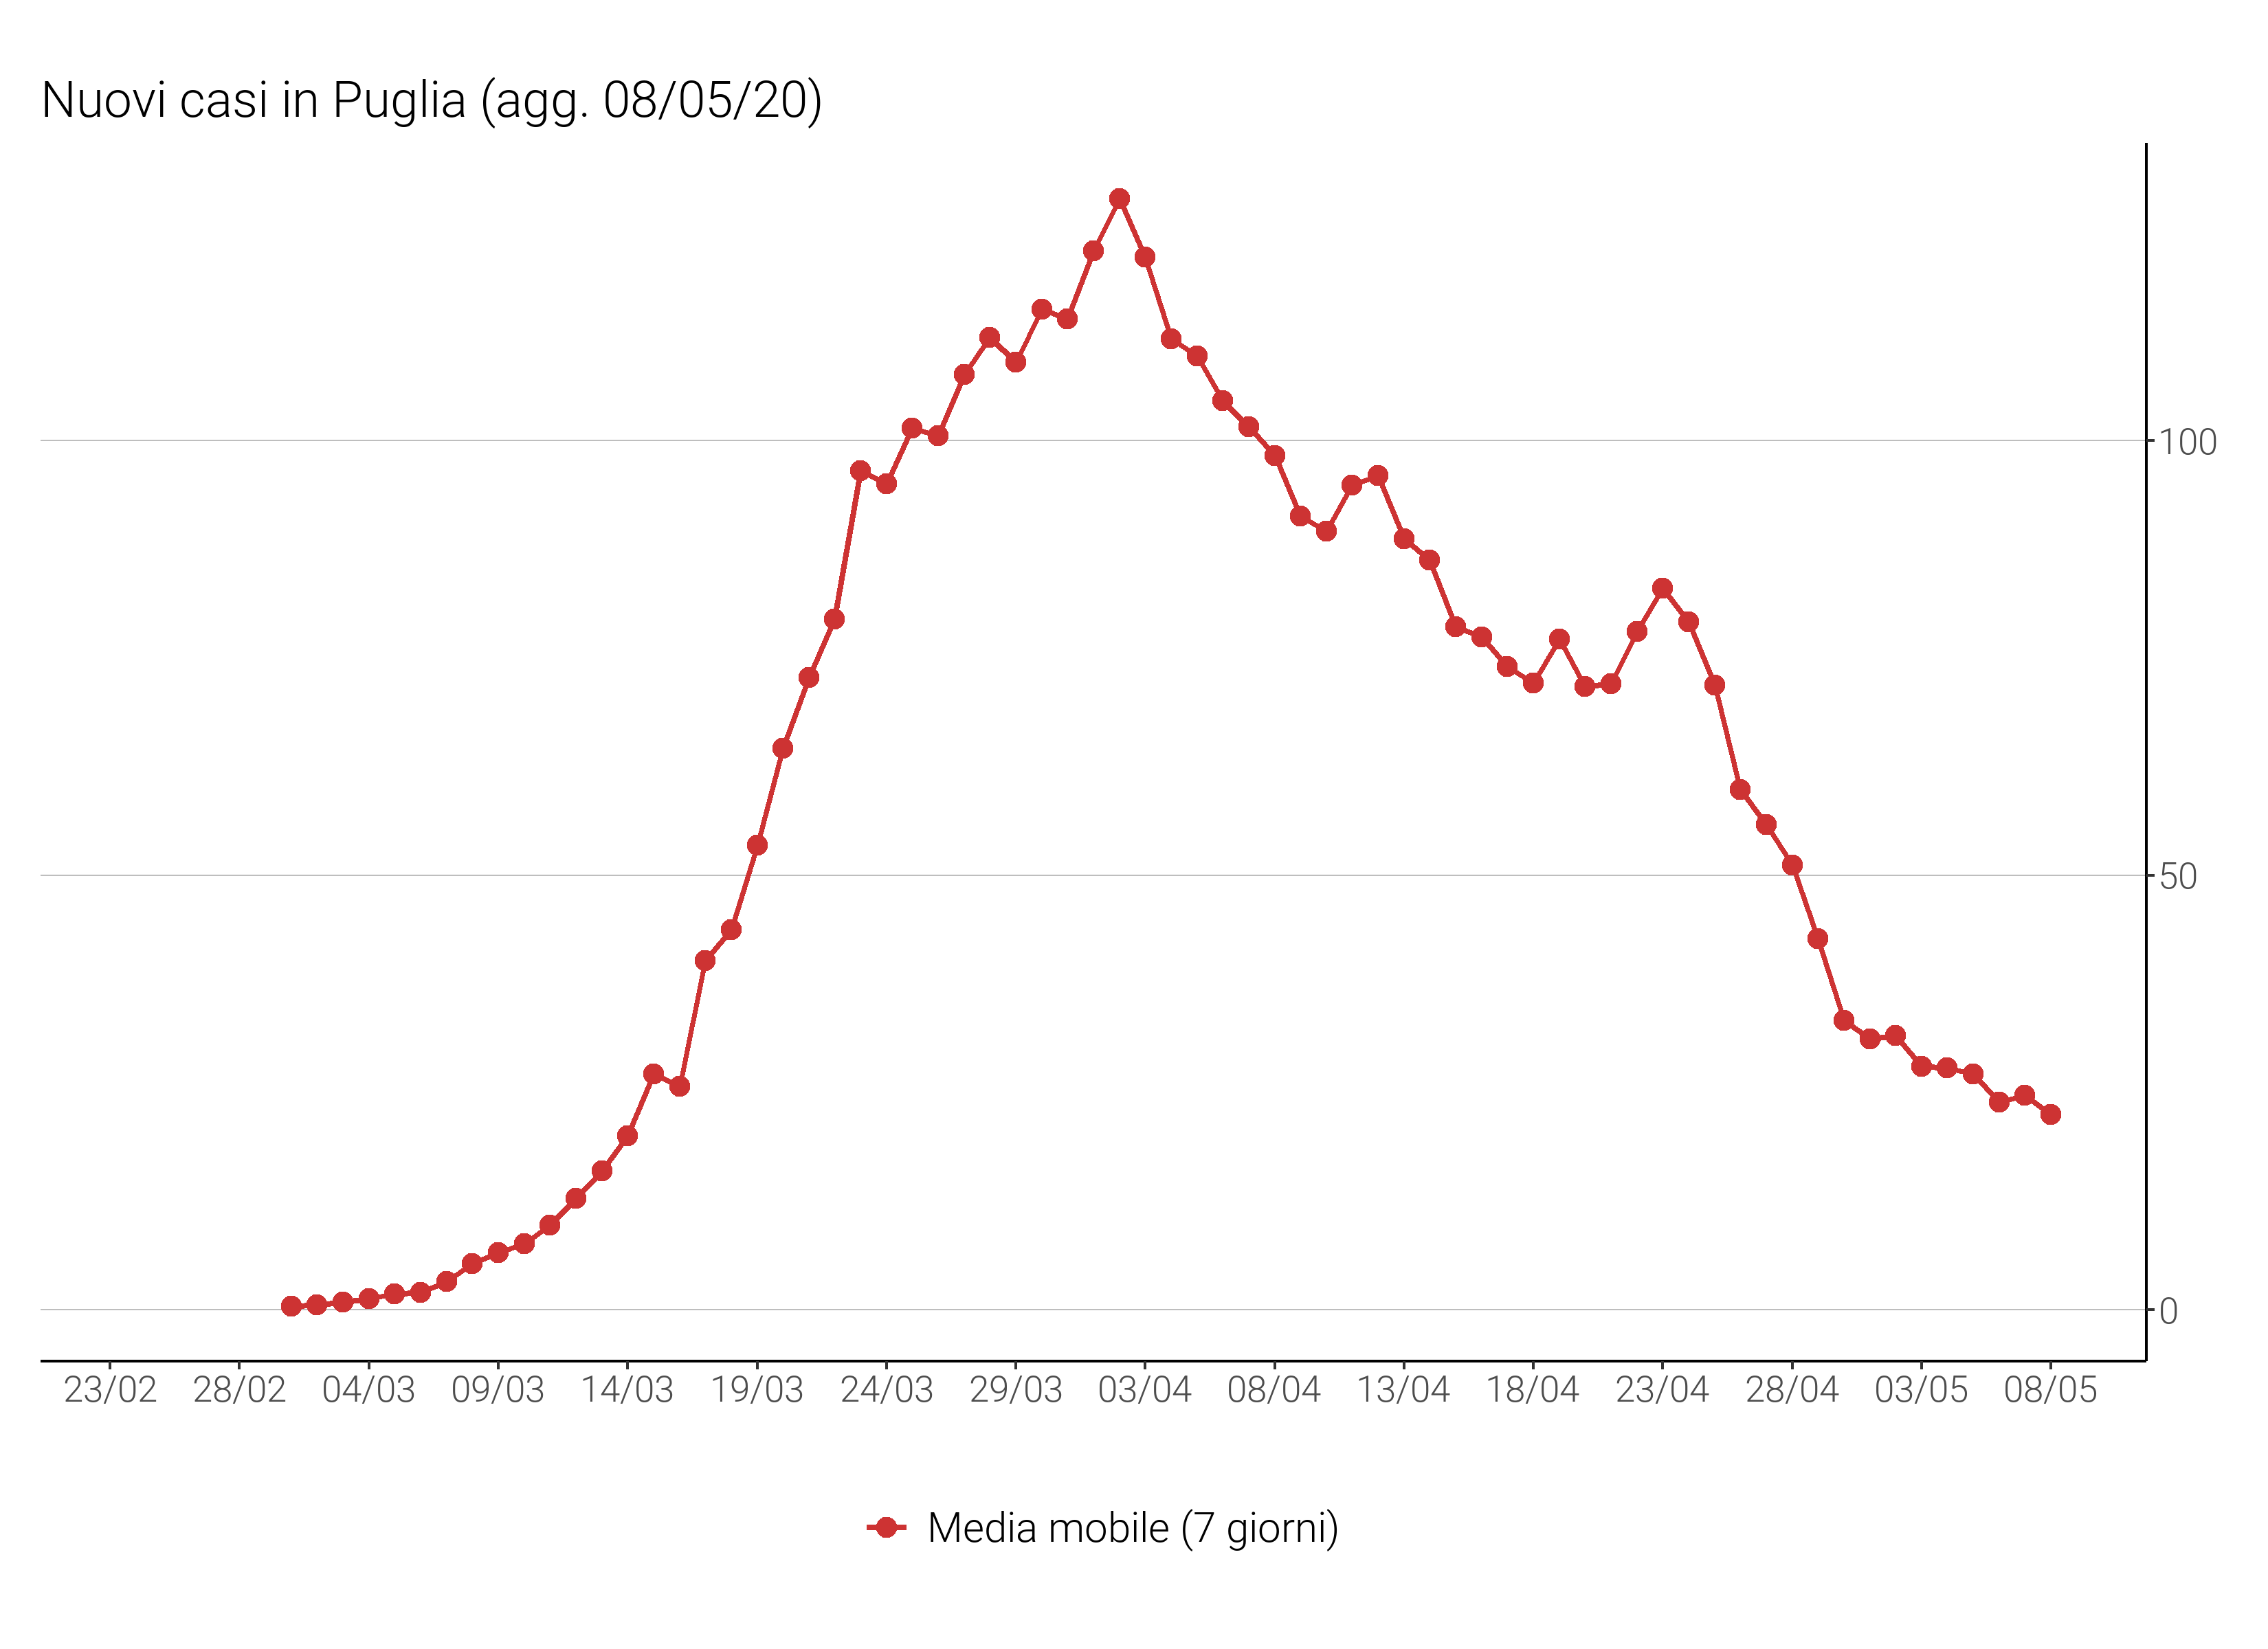 Nuovi casi in Puglia (agg. 08/05/20)
100
50
0
23/02 28/02 04/03 09/03 14/03 19/03 24/03 29/03 03/04 08/04 13/04 18/04 23/04 28/04 03/05 08/05
Media mobile (7 giorni)